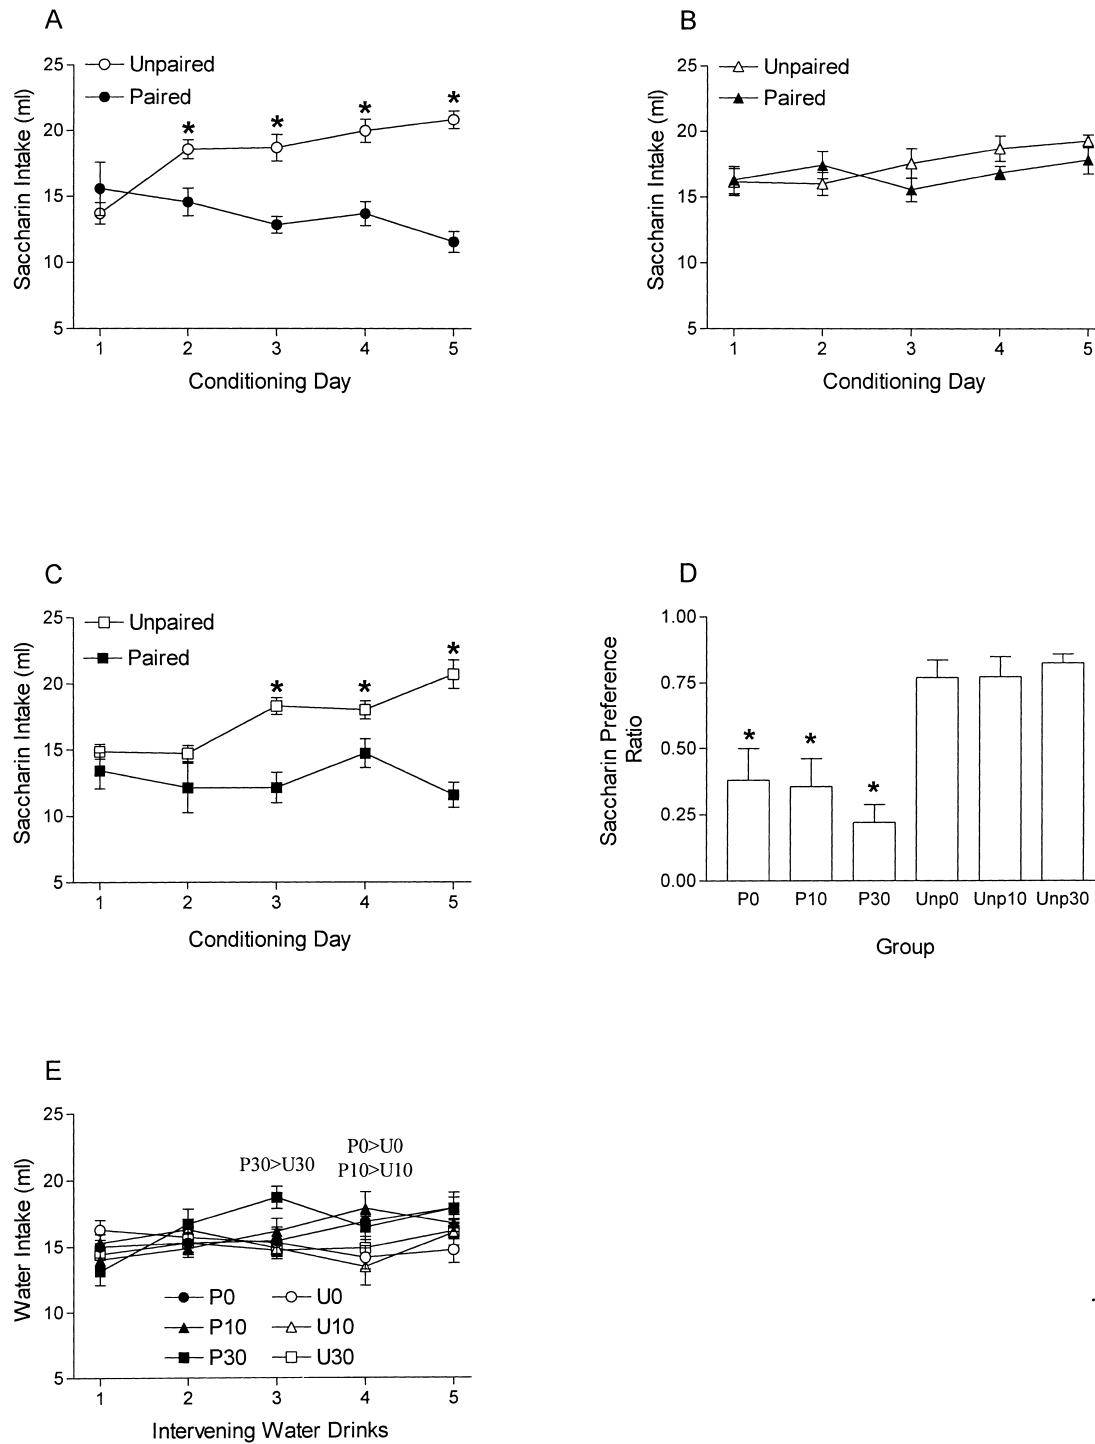 A
Unpaired
Paired
* * * *
Saccharin Intake (ml)
25
20
15
10
5
1 2 3 4 5
Conditioning Day
B
Unpaired
Paired
Saccharin Intake (ml)
25
20
15
10
5
1 2 3 4 5
Conditioning Day
C
Unpaired
Paired
* * *
Saccharin Intake (ml)
25
20
15
10
5
1 2 3 4 5
Conditioning Day
D
Saccharin Preference
Ratio
1.00
0.75
0.50
0.25
0.00
* * *
P0 P10 P30 Unp0 Unp10 Unp30
Group
E
Water Intake (ml)
25
20
15
10
5
P30>U30
P0>U0
P10>U10
P0 U0
P10 U10
P30 U30
1 2 3 4 5
Intervening Water Drinks